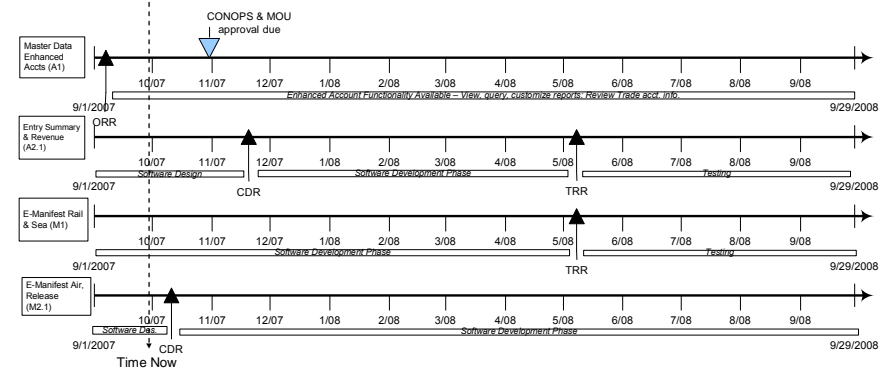 CONOPS & MOU
approval due
Master Data
Enhanced
Accts (A1)
10/07 11/07 12/07 1/08 2/08 3/08 4/08 5/08 6/08 7/08 8/08 9/08
Enhanced Account Functionality Available – View, query, customize reports; Review Trade acct. info.
9/1/2007 9/29/2008
ORR
Entry Summary
& Revenue
(A2.1)
10/07 11/07 12/07 1/08 2/08 3/08 4/08 5/08 6/08 7/08 8/08 9/08
Software Design Software Development Phase Testing
9/1/2007 9/29/2008
CDR TRR
E-Manifest Rail
& Sea (M1)
10/07 11/07 12/07 1/08 2/08 3/08 4/08 5/08 6/08 7/08 8/08 9/08
Software Development Phase Testing
9/1/2007 9/29/2008
TRR
E-Manifest Air,
Release
(M2.1)
10/07 11/07 12/07 1/08 2/08 3/08 4/08 5/08 6/08 7/08 8/08 9/08
Software Des. Software Development Phase
9/1/2007 9/29/2008
CDR
Time Now